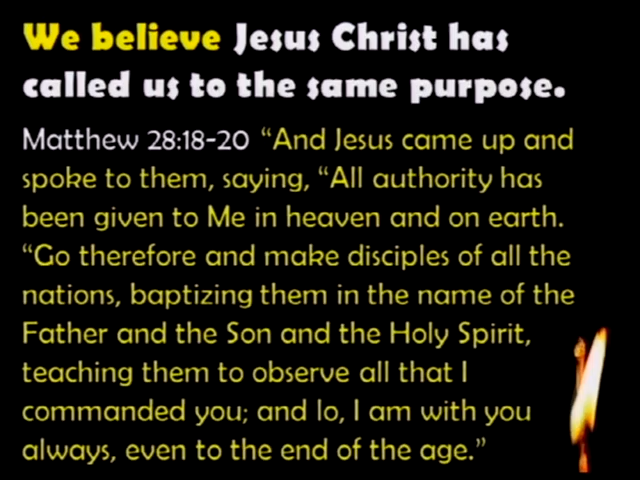 We believe Jesus Christ has
called us to the same purpose.
Matthew 28:18-20 “And Jesus came up and
spoke to them, saying, “All authority has
been given to Me in heaven and on earth.
“Go therefore and make disciples of all the
nations, baptizing them in the name of the
Father and the Son and the Holy Spirit,
teaching them to observe all that I
commanded you; and lo, I am with you
always, even to the end of the age.”